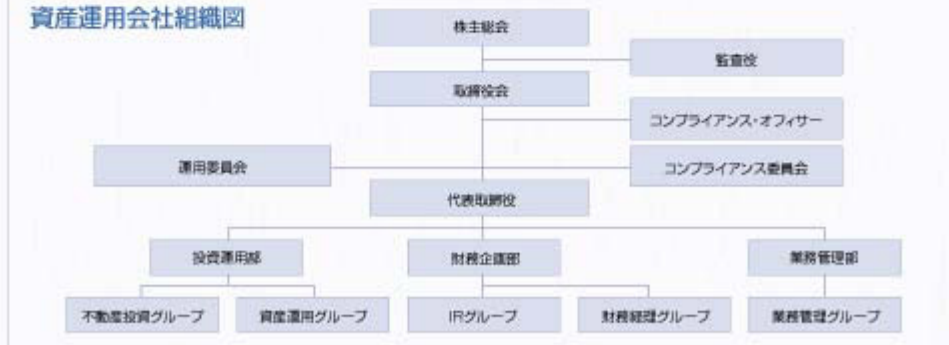 資産運用会社組織図
株主総会
監査役
取締役会
コンプライアンス・オフィサー
運用委員会
コンプライアンス委員会
代表取締役
投資運用部
財務企画部
業務管理部
不動産投資グループ
資産運用グループ
IRグループ
財務経理グループ
業務管理グループ